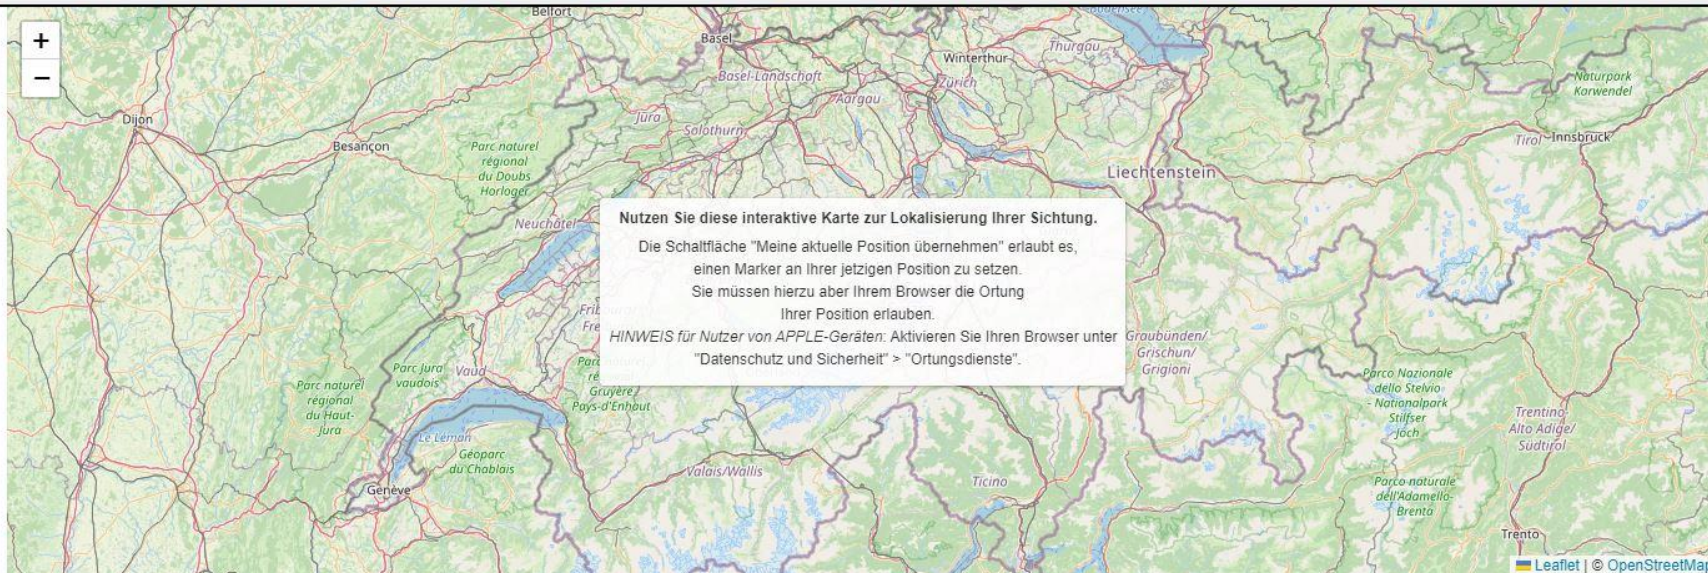 Belfort
Bodensee
+
−
Basel
Winterthur
Thurgau
Basel-Landschaft
Zürich
Naturpark
Karwendel
Aargau
Dijon
Jura
Solothurn
Besançon
Parc naturel
régional
du Doubs
Horloger
Tirol
Innsbruck
Liechtenstein
Neuchâtel
Nutzen Sie diese interaktive Karte zur Lokalisierung Ihrer Sichtung.
Die Schaltfläche "Meine aktuelle Position übernehmen" erlaubt es,
einen Marker an Ihrer jetzigen Position zu setzen.
Sie müssen hierzu aber Ihrem Browser die Ortung
Ihrer Position erlauben.
HINWEIS für Nutzer von APPLE-Geräten: Aktivieren Sie Ihren Browser unter
"Datenschutz und Sicherheit" > "Ortungsdienste".
Graubünden/
Grischun/
Grigioni
Parc Jura
vaudois
Vaud
Parc naturel
régional
du Haut-
Jura
Gruyère
Pays-d'Enhaut
Parco Nazionale
dello Stelvio
- Nationalpark
Stilfser
Joch
Trentino-
Alto Adige/
Südtirol
Le Léman
Géoparc
du Chablais
Valais/Wallis
Ticino
Genève
Parco naturale
dell'Adamello-
Brenta
Trento
Leaflet | © OpenStreetMap